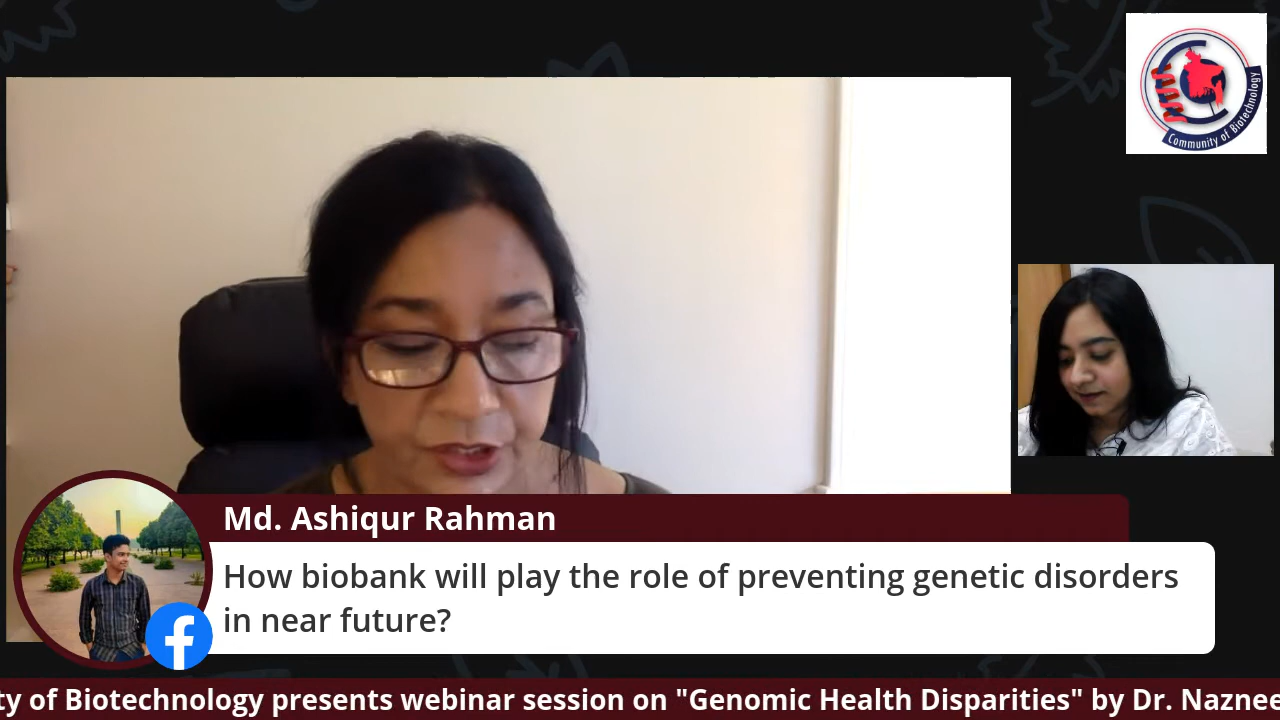 Community of Biotechnology
Md. Ashiqur Rahman
How biobank will play the role of preventing genetic disorders
in near future?
ty of Biotechnology presents webinar session on "Genomic Health Disparities" by Dr. Naznee